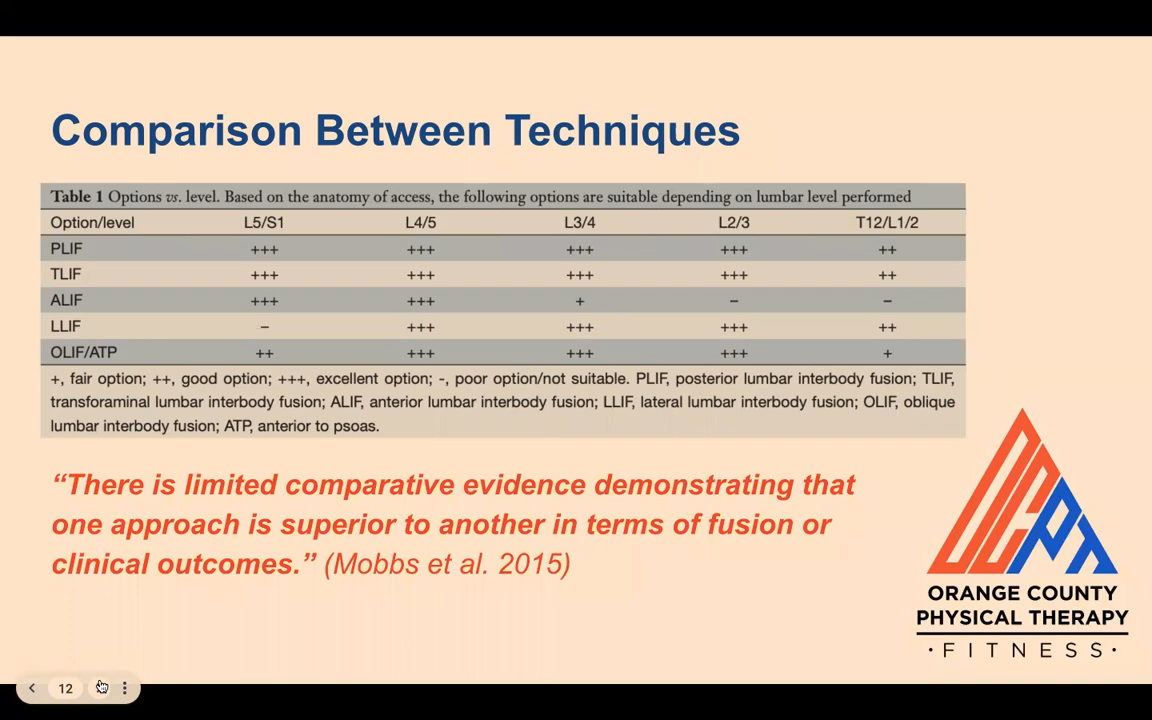 Comparison Between Techniques
Table 1 Options vs. level. Based on the anatomy of access, the following options are suitable depending on lumbar level performed
Option/level L5/S1 L4/5 L3/4 L2/3 T12/L1/2
PLIF +++ +++ +++ +++ ++
TLIF +++ +++ +++ +++ ++
ALIF +++ +++ + – –
LLIF – +++ +++ +++ ++
OLIF/ATP ++ +++ +++ +++ +
+, fair option; ++, good option; +++, excellent option; -, poor option/not suitable. PLIF, posterior lumbar interbody fusion; TLIF,
transforaminal lumbar interbody fusion; ALIF, anterior lumbar interbody fusion; LLIF, lateral lumbar interbody fusion; OLIF, oblique
lumbar interbody fusion; ATP, anterior to psoas.
“There is limited comparative evidence demonstrating that
one approach is superior to another in terms of fusion or
clinical outcomes.” (Mobbs et al. 2015)
OCPT
ORANGE COUNTY
PHYSICAL THERAPY
·FITNESS·
12